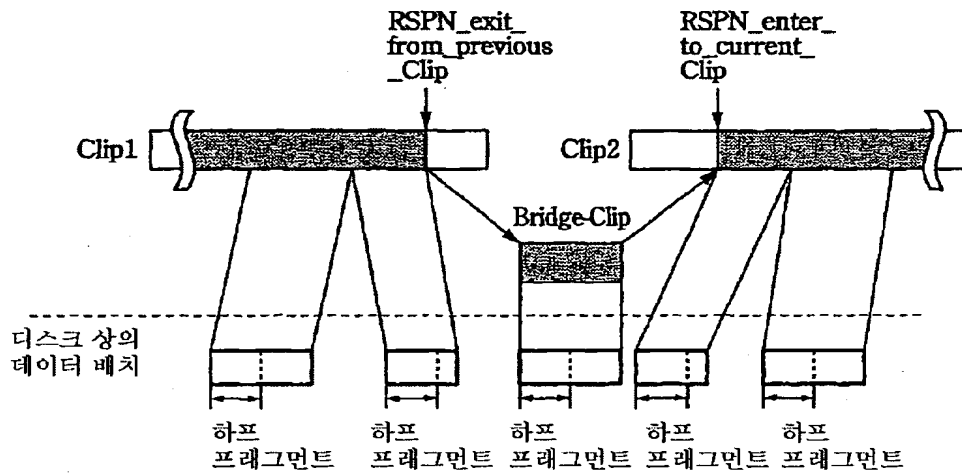 RSPN_exit_
from_previous
_Clip
RSPN_enter_
to_current_
Clip
Clip1
Clip2
Bridge-Clip
디스크 상의
데이터 배치
하프
프래그먼트
하프
프래그먼트
하프
프래그먼트
하프
프래그먼트
하프
프래그먼트